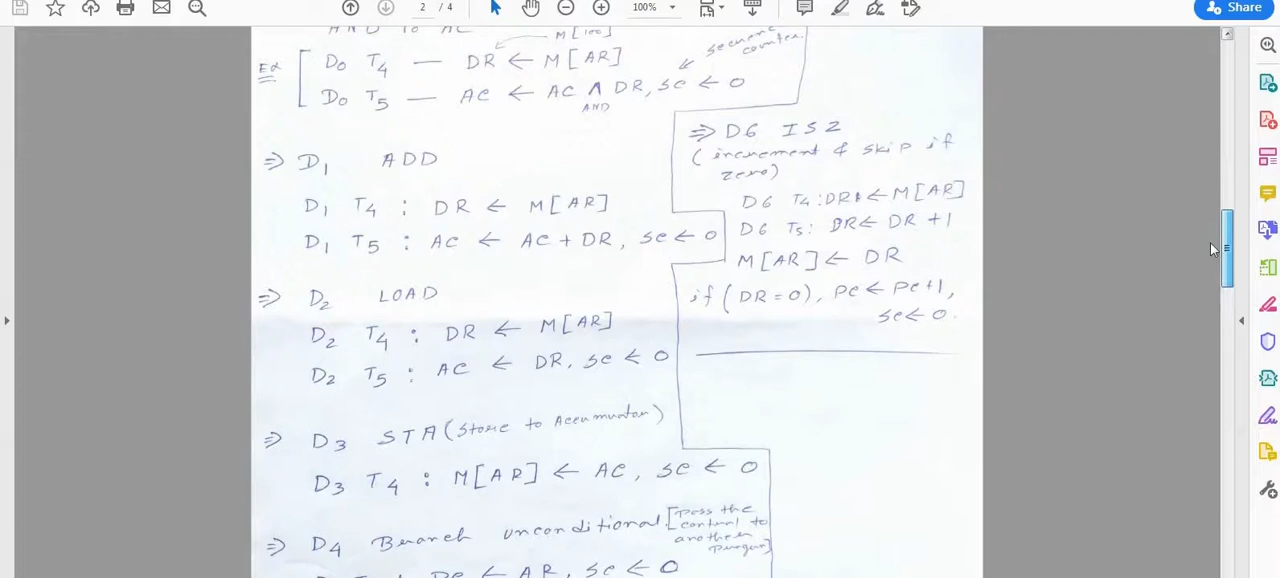 2 / 4
100%
Share
AND to AC
M[100]
Ex
D0 T4 — DR ← M[AR]
sequence counter
D0 T5 — AC ← AC ∧ DR, SC ← 0
AND
⇒ D1 ADD
D1 T4 : DR ← M[AR]
D1 T5 : AC ← AC + DR, SC ← 0
⇒ D2 LOAD
D2 T4 : DR ← M[AR]
D2 T5 : AC ← DR, SC ← 0
⇒ D3 STA (Store to Accumulator)
D3 T4 : M[AR] ← AC, SC ← 0
⇒ D4 Branch unconditional. [pass the
control to
another
program]
← AR, SC ← 0
⇒ D6 ISZ
(increment & skip if
zero)
D6 T4 : DR ← M[AR]
D6 T5 : DR ← DR + 1
M[AR] ← DR
if (DR = 0), PC ← PC + 1,
SC ← 0.